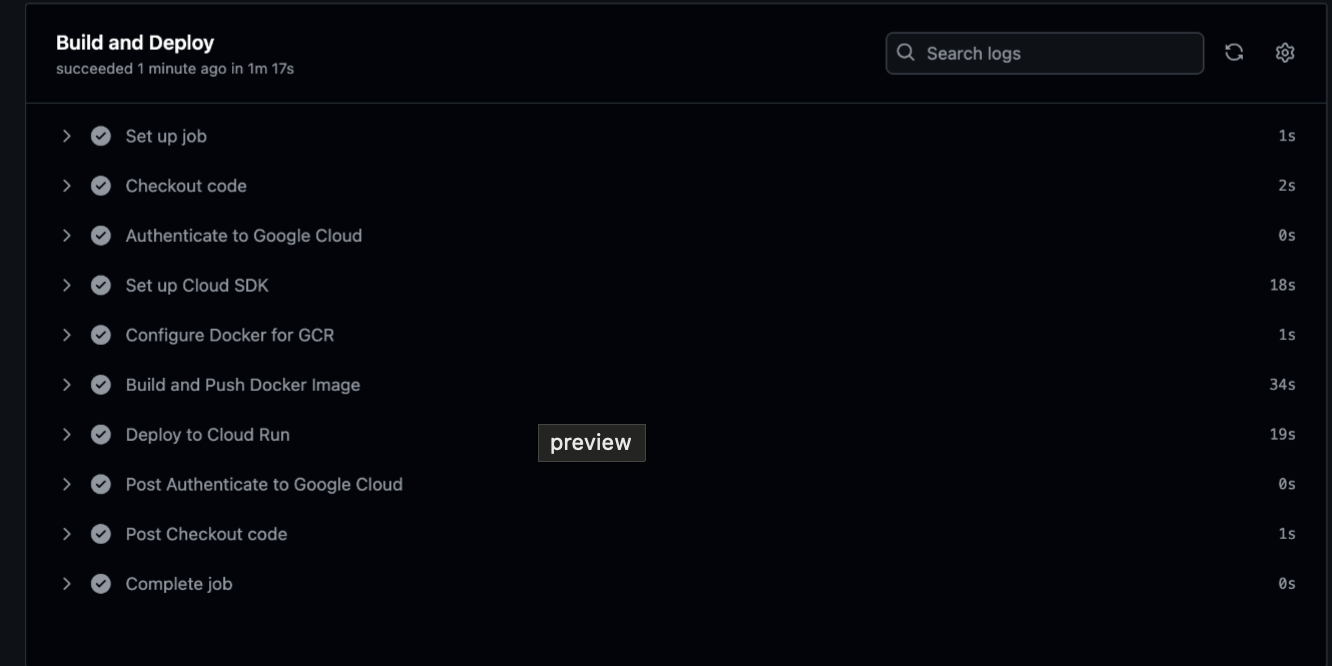 Build and Deploy
succeeded 1 minute ago in 1m 17s
Search logs
Set up job 1s
Checkout code 2s
Authenticate to Google Cloud 0s
Set up Cloud SDK 18s
Configure Docker for GCR 1s
Build and Push Docker Image 34s
Deploy to Cloud Run 19s
preview
Post Authenticate to Google Cloud 0s
Post Checkout code 1s
Complete job 0s